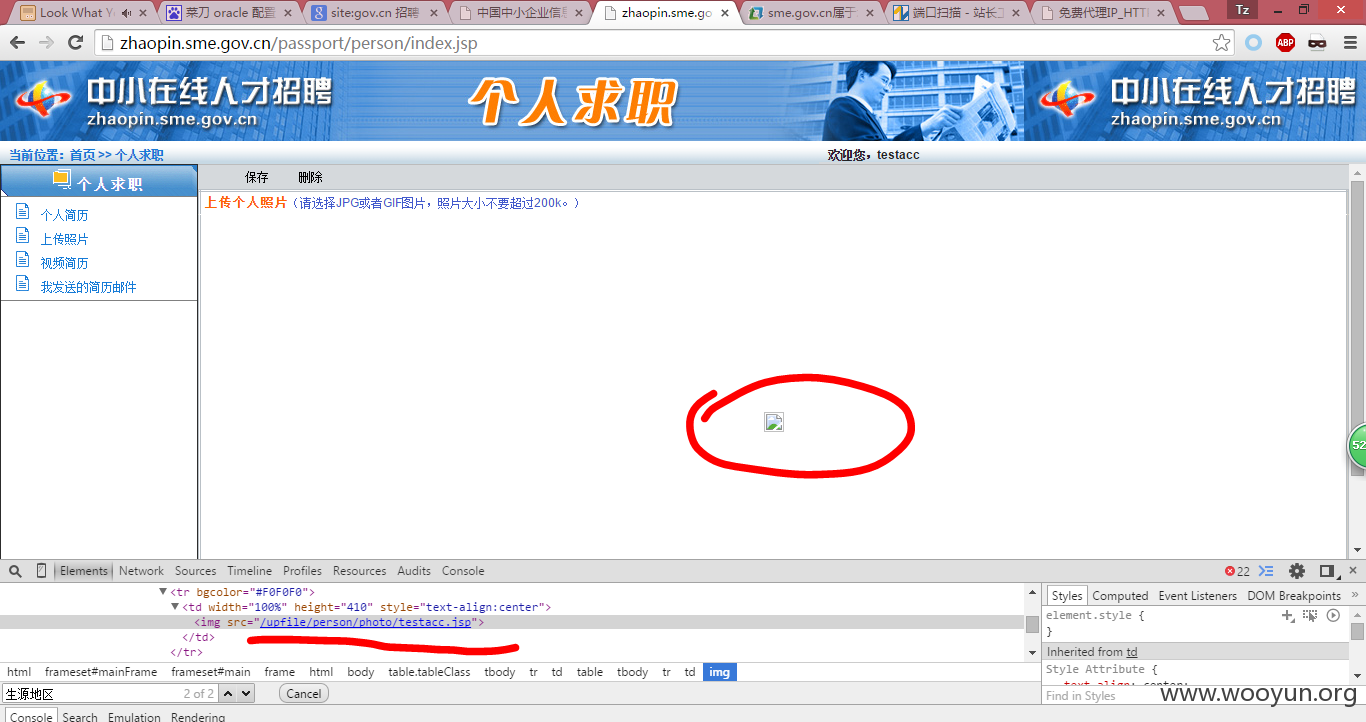 Look What Y
菜刀 oracle 配置
site:gov.cn 招聘
中国中小企业信息
zhaopin.sme.go
sme.gov.cn属于
端口扫描 - 站长工
免费代理IP_HTT
Tz
zhaopin.sme.gov.cn/passport/person/index.jsp
ABP
中小在线人才招聘
zhaopin.sme.gov.cn
个人求职
中小在线人才招聘
zhaopin.sme.gov.cn
当前位置：首页 >> 个人求职
欢迎您，testacc
个人求职
保存 删除
上传个人照片（请选择JPG或者GIF图片，照片大小不要超过200k。）
个人简历
上传照片
视频简历
我发送的简历邮件
52
Elements Network Sources Timeline Profiles Resources Audits Console
22
▼<tr bgcolor="#F0F0F0">
▼<td width="100%" height="410" style="text-align:center">
<img src="/upfile/person/photo/testacc.jsp">
</td>
</tr>
Styles Computed Event Listeners DOM Breakpoints »
element.style {
}
Inherited from td
Style Attribute {
text-align: center;
Find in Styles
html frameset#mainFrame frameset#main frame html body table.tableClass tbody tr td table tbody tr td img
生源地区 2 of 2 Cancel
Console Search Emulation Rendering
www.wooyun.org